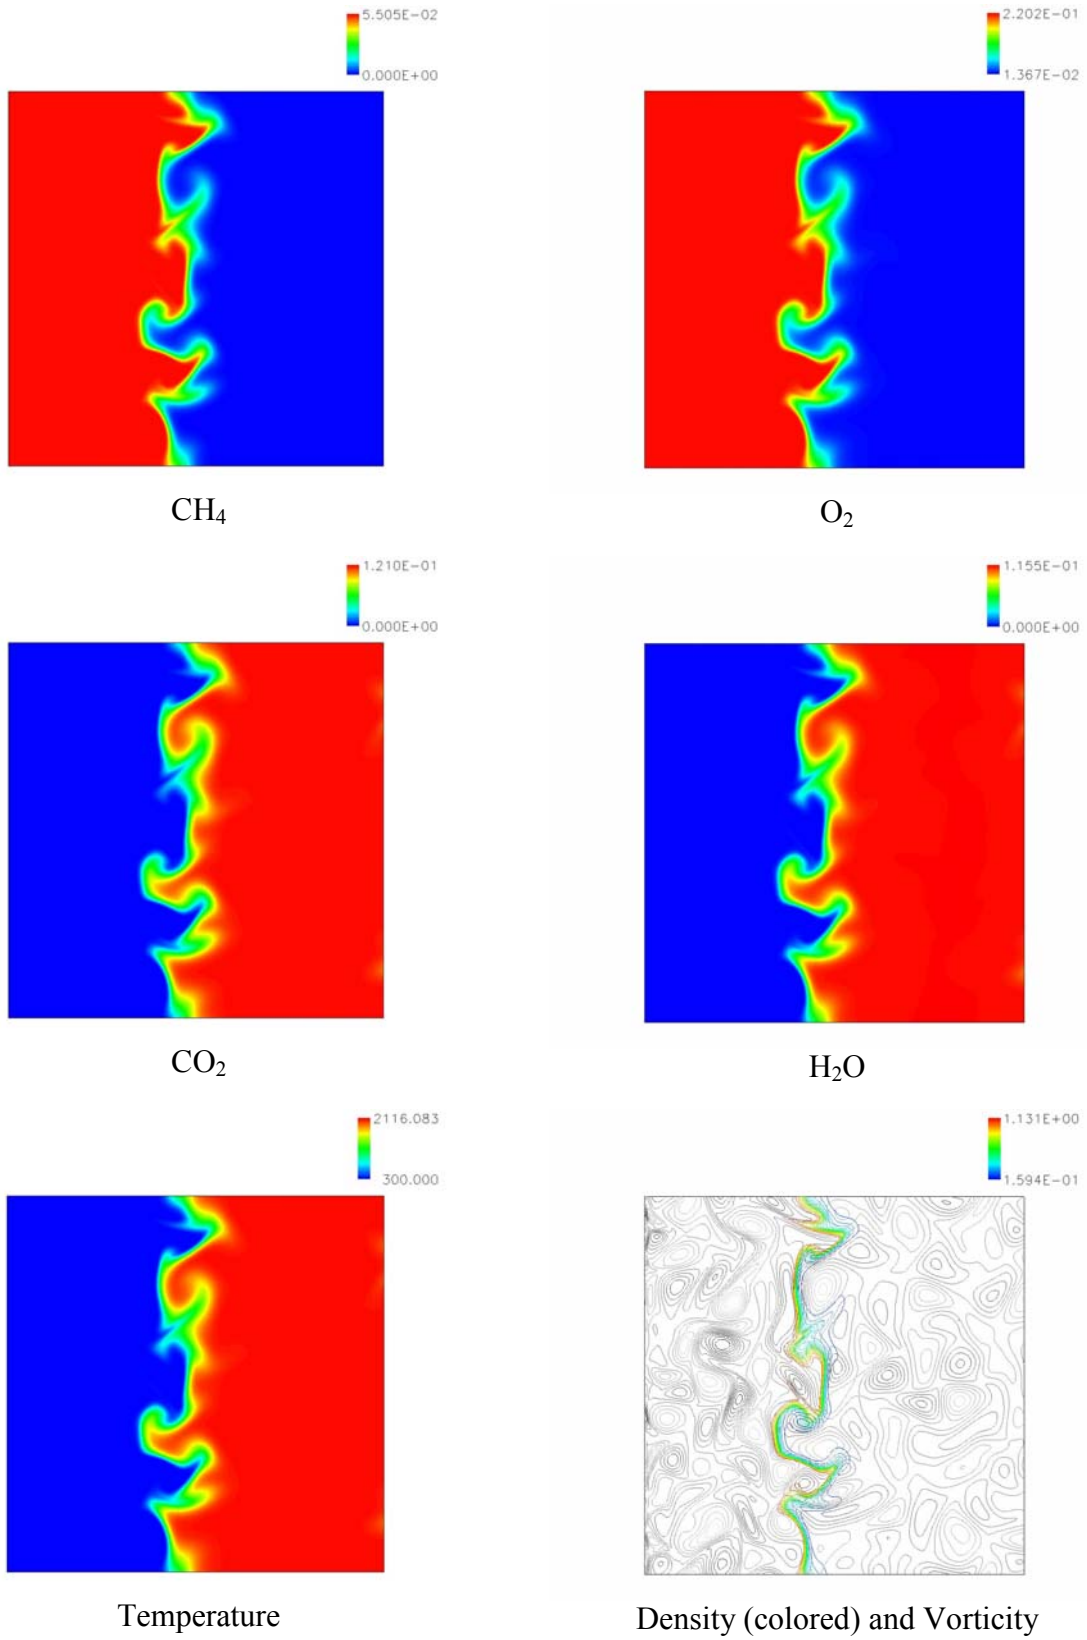 5.505E-02
0.000E+00
2.202E-01
1.367E-02
CH₄
O₂
1.210E-01
0.000E+00
1.155E-01
0.000E+00
CO₂
H₂O
2116.083
300.000
1.131E+00
1.594E-01
Temperature
Density (colored) and Vorticity